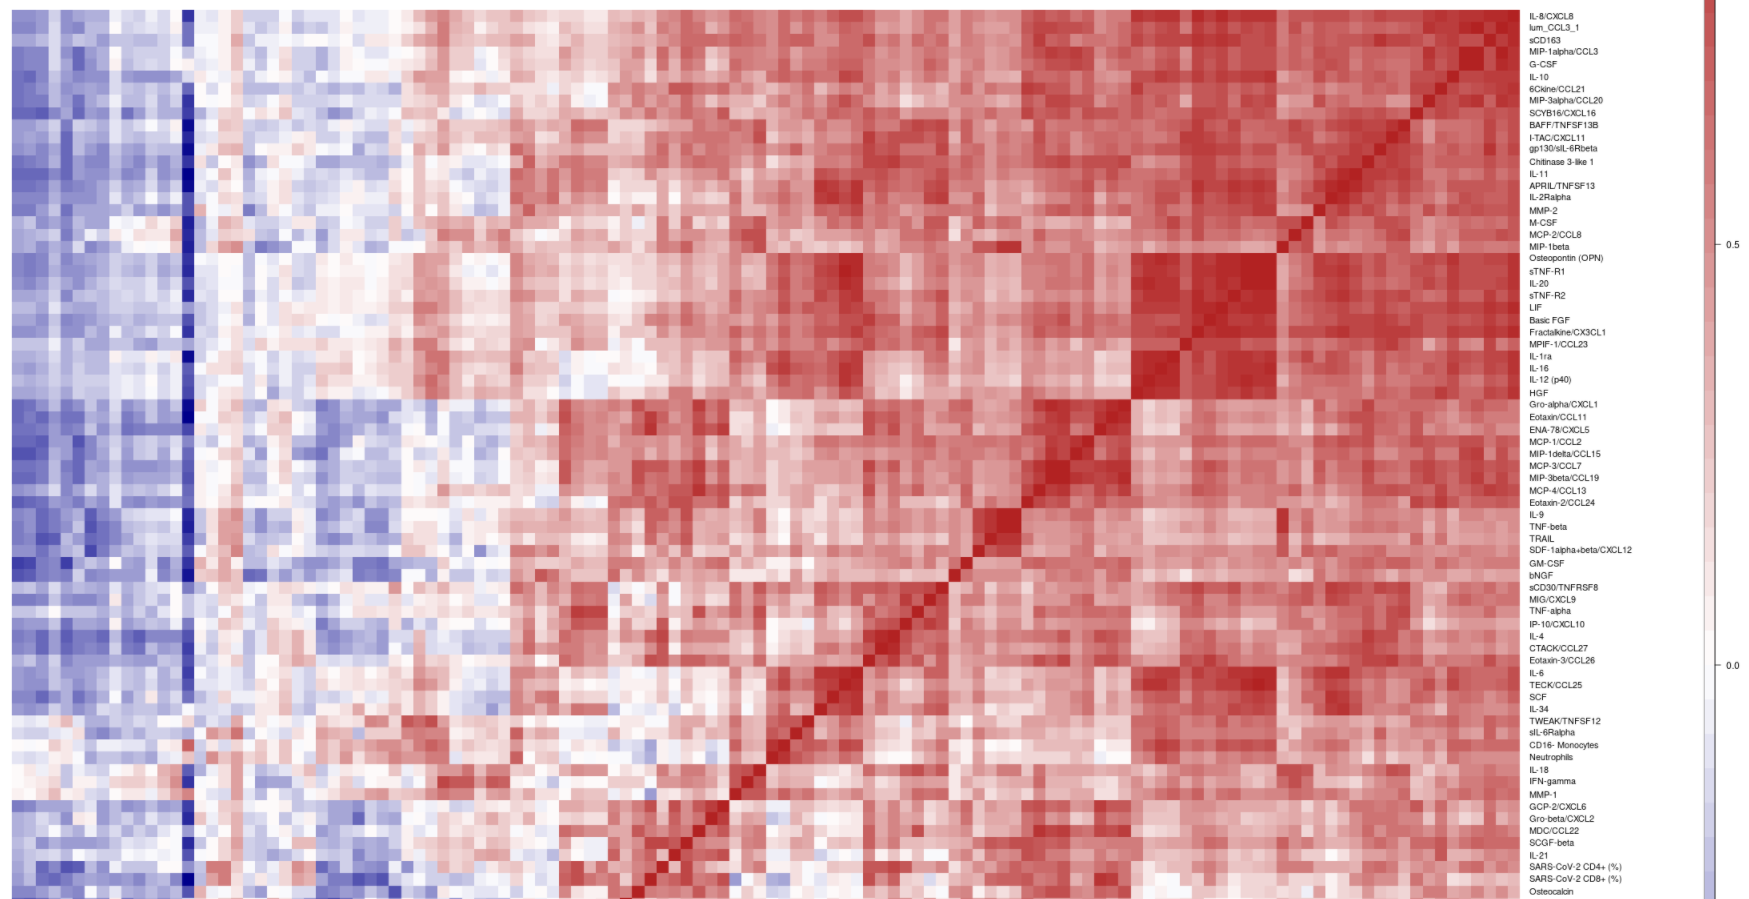 IL-8/CXCL8
lum_CCL3_1
sCD163
MIP-1alpha/CCL3
G-CSF
IL-10
6Ckine/CCL21
MIP-3alpha/CCL20
SCYB16/CXCL16
BAFF/TNFSF13B
I-TAC/CXCL11
gp130/sIL-6Rbeta
Chitinase 3-like 1
IL-11
APRIL/TNFSF13
IL-2Ralpha
MMP-2
M-CSF
MCP-2/CCL8
MIP-1beta
0.5
Osteopontin (OPN)
sTNF-R1
IL-20
sTNF-R2
LIF
Basic FGF
Fractalkine/CX3CL1
MPIF-1/CCL23
IL-1ra
IL-16
IL-12 (p40)
HGF
Gro-alpha/CXCL1
Eotaxin/CCL11
ENA-78/CXCL5
MCP-1/CCL2
MIP-1delta/CCL15
MCP-3/CCL7
MIP-3beta/CCL19
MCP-4/CCL13
Eotaxin-2/CCL24
IL-9
TNF-beta
TRAIL
SDF-1alpha+beta/CXCL12
GM-CSF
bNGF
sCD30/TNFRSF8
MIG/CXCL9
TNF-alpha
IP-10/CXCL10
IL-4
CTACK/CCL27
Eotaxin-3/CCL26
0.0
IL-6
TECK/CCL25
SCF
IL-34
TWEAK/TNFSF12
sIL-6Ralpha
CD16- Monocytes
Neutrophils
IL-18
IFN-gamma
MMP-1
GCP-2/CXCL6
Gro-beta/CXCL2
MDC/CCL22
SCGF-beta
IL-21
SARS-CoV-2 CD4+ (%)
SARS-CoV-2 CD8+ (%)
Osteocalcin